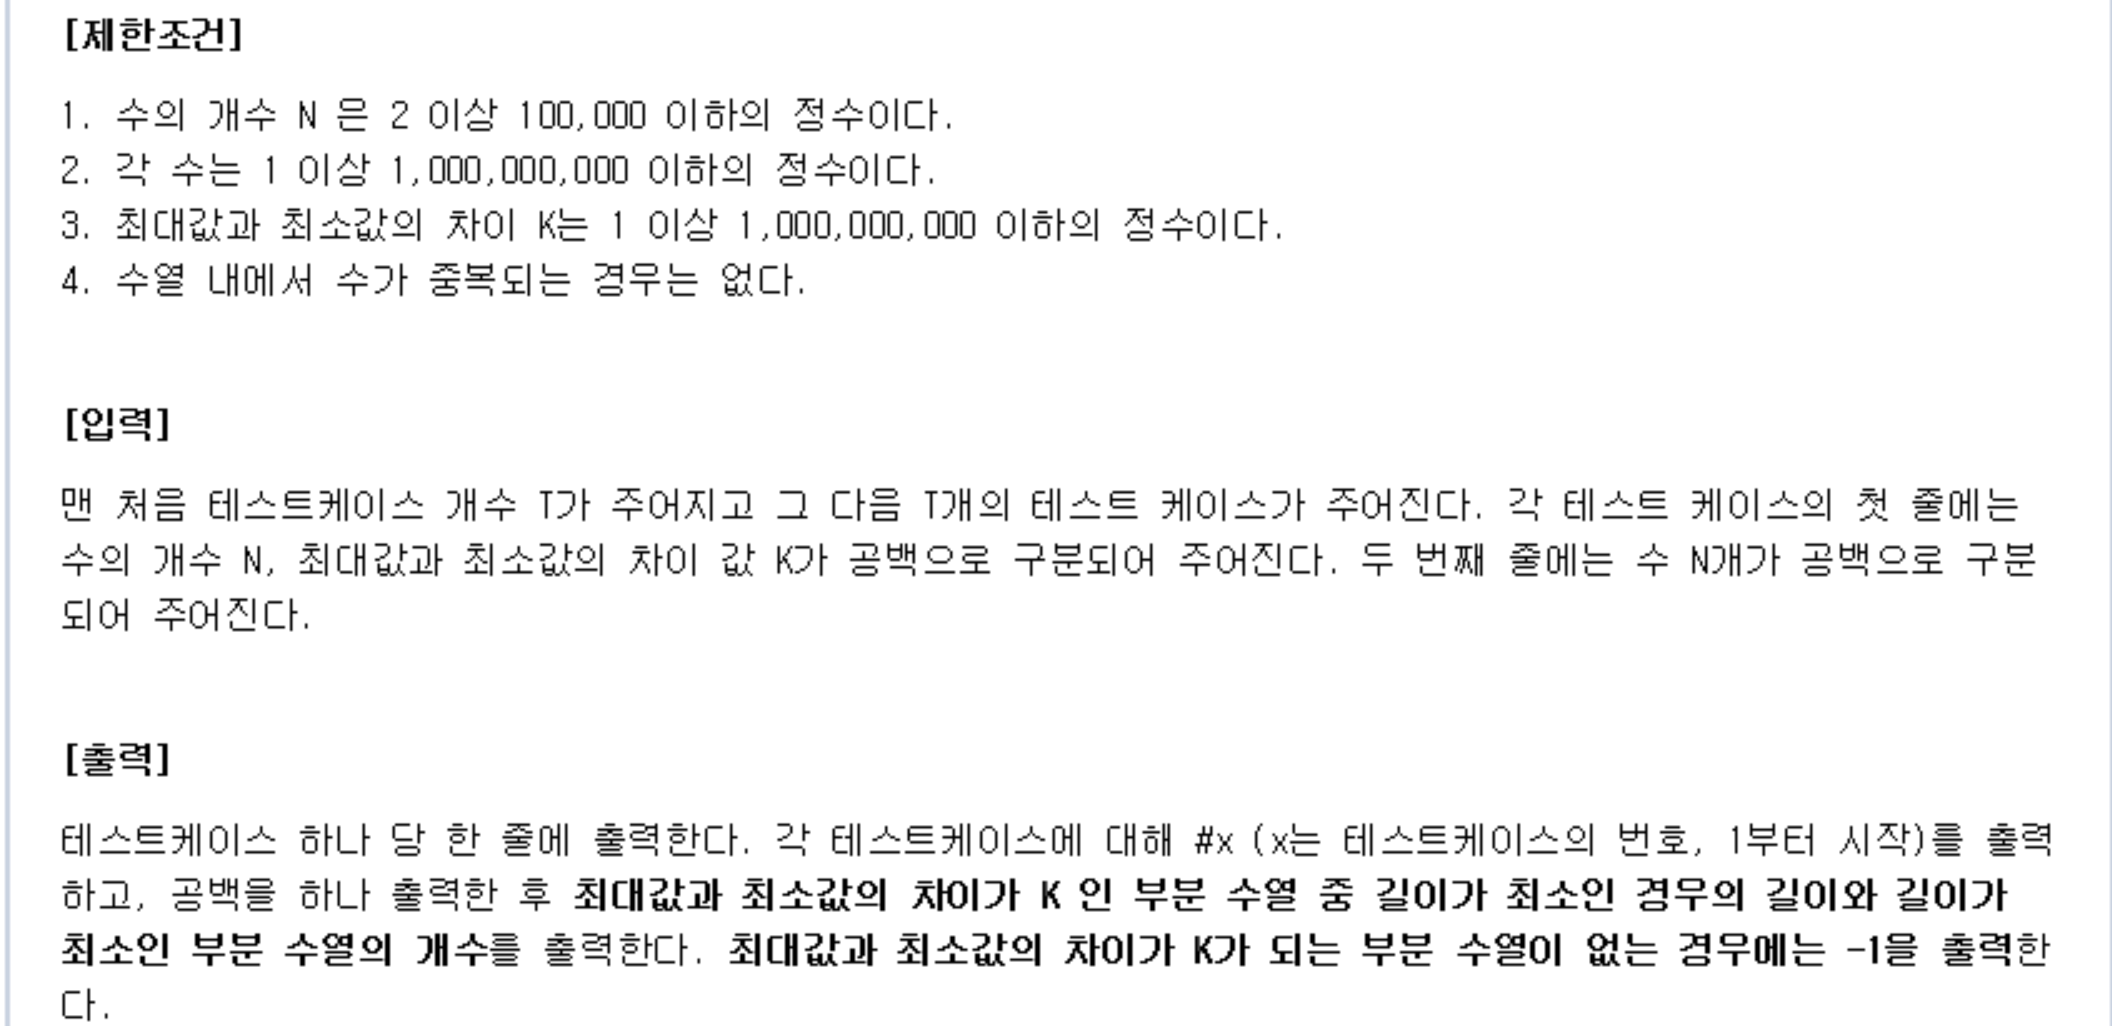 [제한조건]
1. 수의 개수 N 은 2 이상 100,000 이하의 정수이다.
2. 각 수는 1 이상 1,000,000,000 이하의 정수이다.
3. 최대값과 최소값의 차이 K는 1 이상 1,000,000,000 이하의 정수이다.
4. 수열 내에서 수가 중복되는 경우는 없다.
[입력]
맨 처음 테스트케이스 개수 T가 주어지고 그 다음 T개의 테스트 케이스가 주어진다. 각 테스트 케이스의 첫 줄에는
수의 개수 N, 최대값과 최소값의 차이 값 K가 공백으로 구분되어 주어진다. 두 번째 줄에는 수 N개가 공백으로 구분
되어 주어진다.
[출력]
테스트케이스 하나 당 한 줄에 출력한다. 각 테스트케이스에 대해 #x (x는 테스트케이스의 번호, 1부터 시작)를 출력
하고, 공백을 하나 출력한 후 최대값과 최소값의 차이가 K 인 부분 수열 중 길이가 최소인 경우의 길이와 길이가
최소인 부분 수열의 개수를 출력한다. 최대값과 최소값의 차이가 K가 되는 부분 수열이 없는 경우에는 -1을 출력한
다.